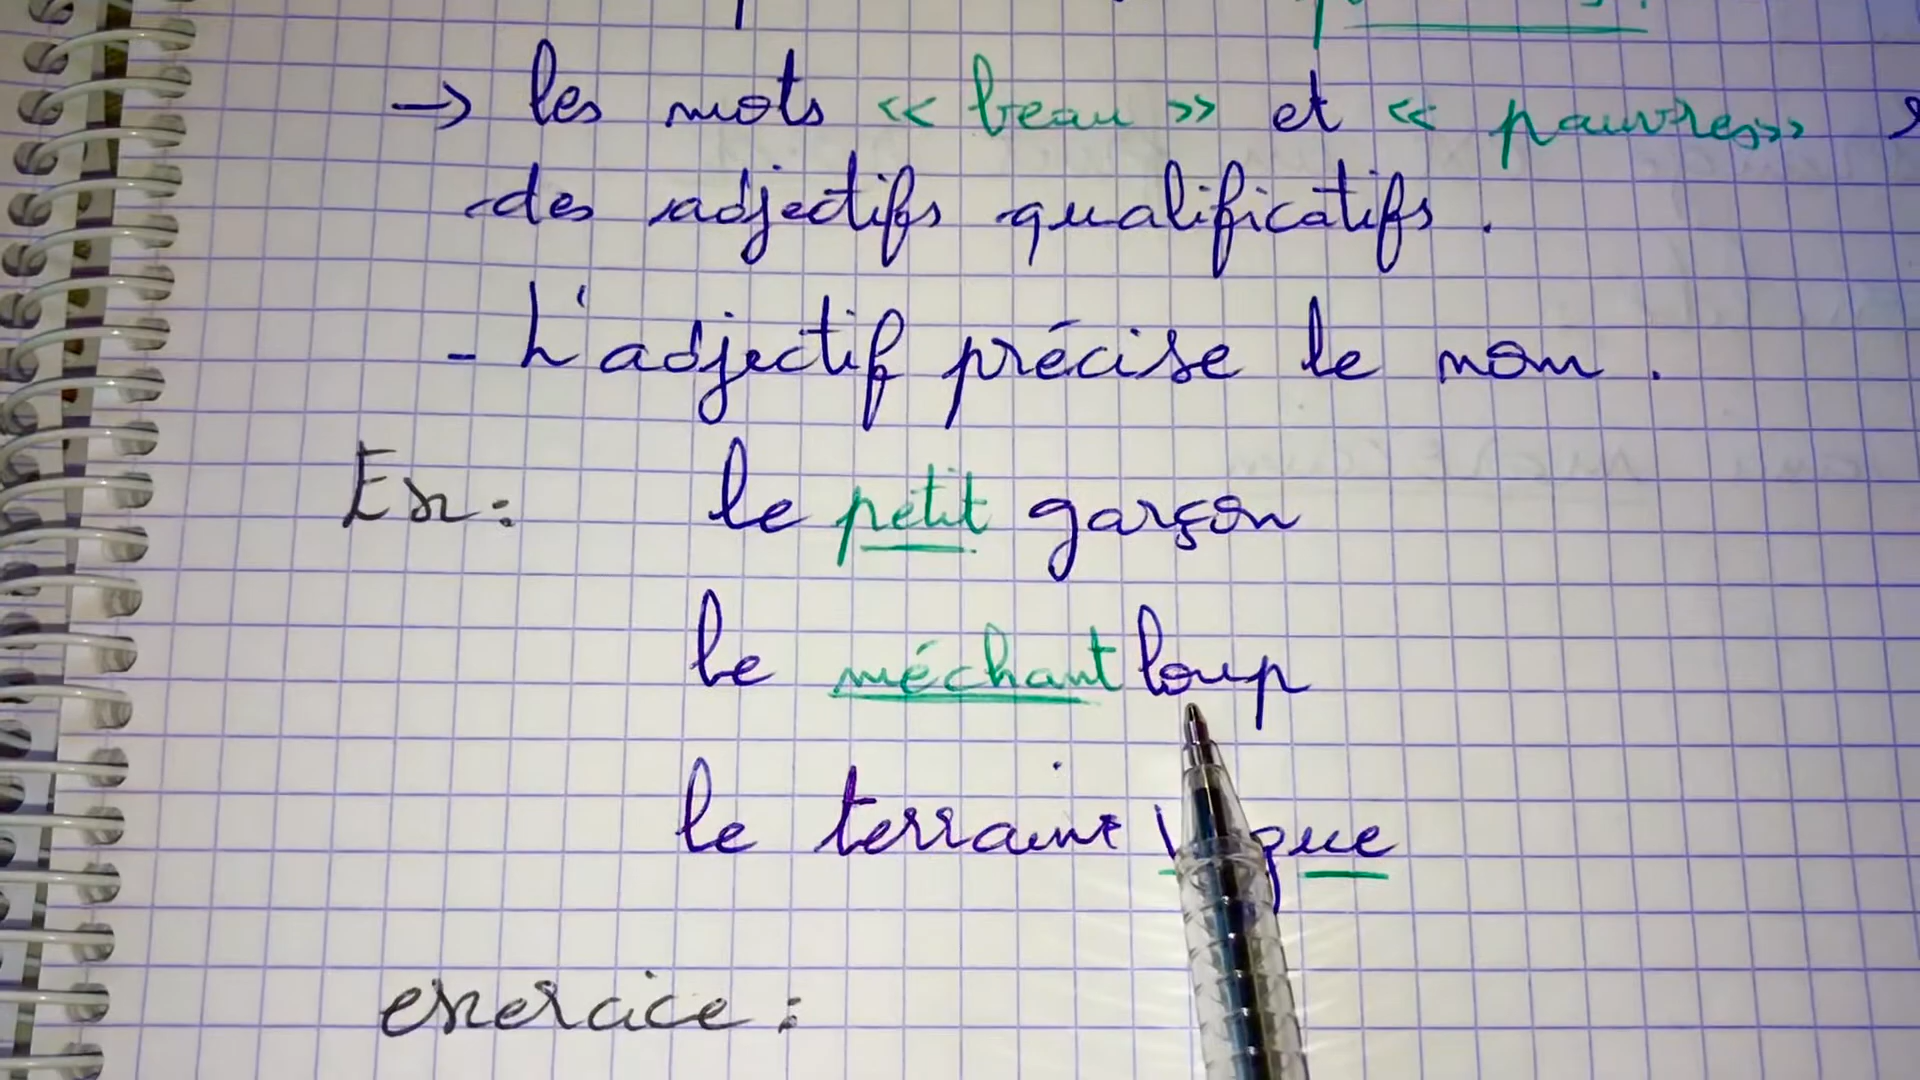 → les mots « beau » et « pauvres»
des adjectifs qualificatifs .
- L'adjectif précise le nom .
Ex: le petit garçon
le méchant loup
le
exercice :